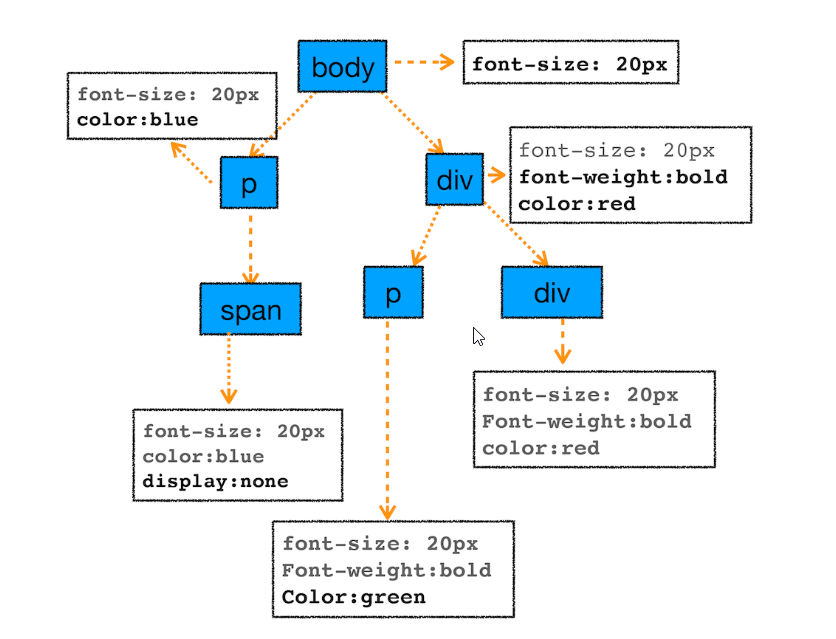 body
font-size: 20px
font-size: 20px
color:blue
p
div
font-size: 20px
font-weight:bold
color:red
span
p
div
font-size: 20px
color:blue
display:none
font-size: 20px
Font-weight:bold
color:red
font-size: 20px
Font-weight:bold
Color:green